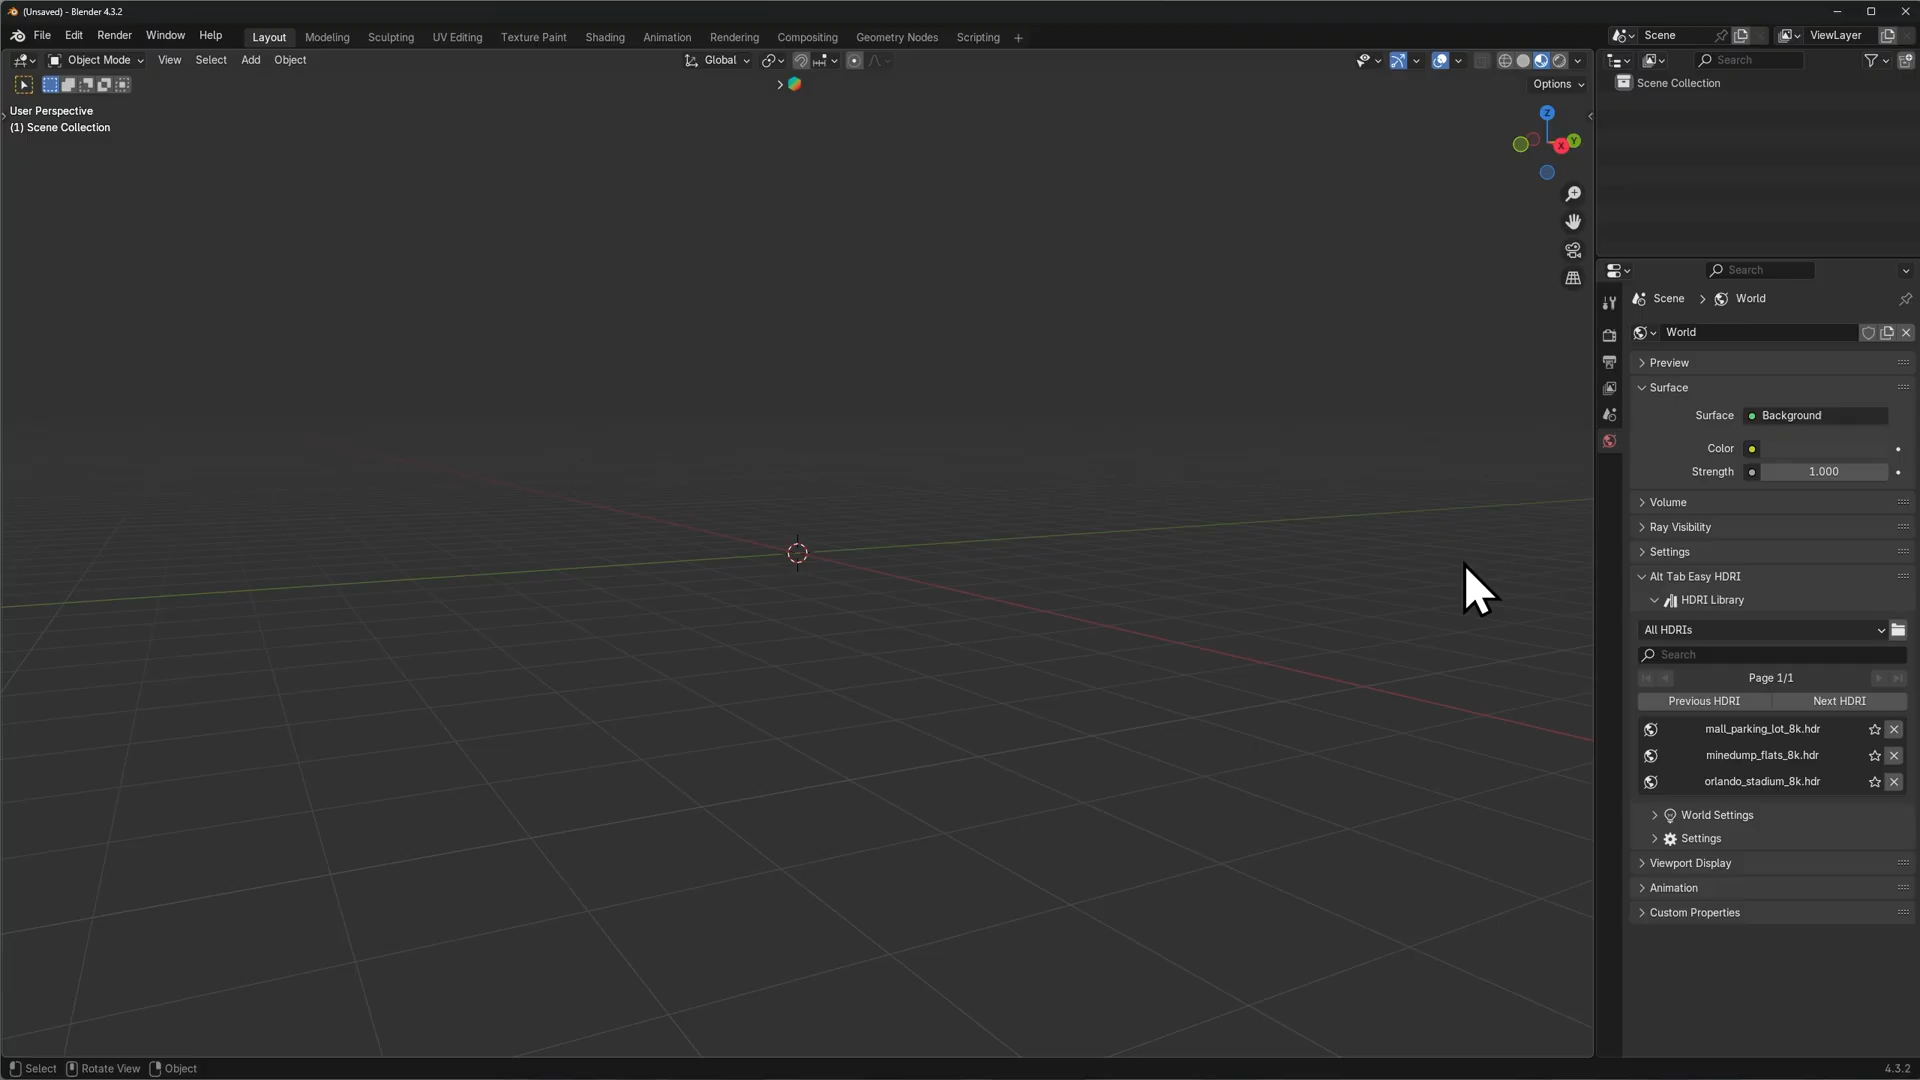 (Unsaved) - Blender 4.3.2
File Edit Render Window Help
Layout Modeling Sculpting UV Editing Texture Paint Shading Animation Rendering Compositing Geometry Nodes Scripting +
Scene
ViewLayer
Object Mode View Select Add Object
Global
Search
Options
Scene Collection
User Perspective
(1) Scene Collection
Z
Y
X
Search
Scene > World
World
Preview
Surface
Surface Background
Color
Strength 1.000
Volume
Ray Visibility
Settings
Alt Tab Easy HDRI
HDRI Library
All HDRIs
Search
Page 1/1
Previous HDRI Next HDRI
mall_parking_lot_8k.hdr
minedump_flats_8k.hdr
orlando_stadium_8k.hdr
World Settings
Settings
Viewport Display
Animation
Custom Properties
Select Rotate View Object
4.3.2